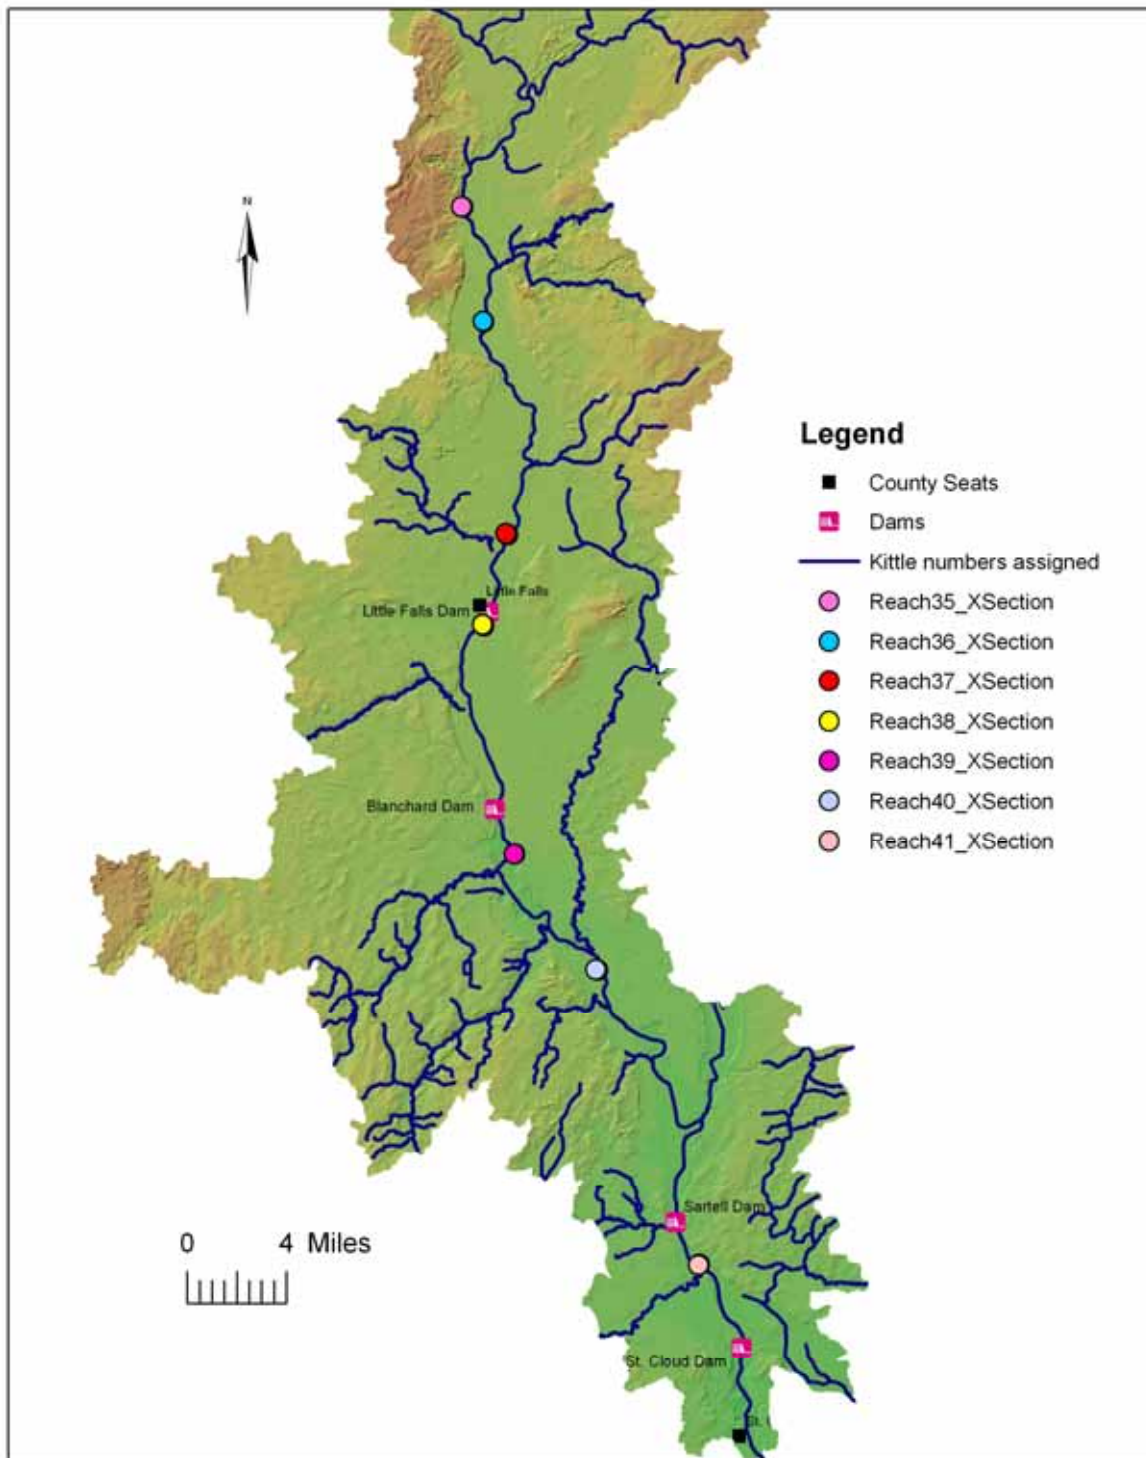 N
Legend
County Seats
Dams
Kittle numbers assigned
Reach35_XSection
Reach36_XSection
Reach37_XSection
Reach38_XSection
Reach39_XSection
Reach40_XSection
Reach41_XSection
Little Falls
Little Falls Dam
Blanchard Dam
Sartell Dam
0 4 Miles
St. Cloud Dam
St.